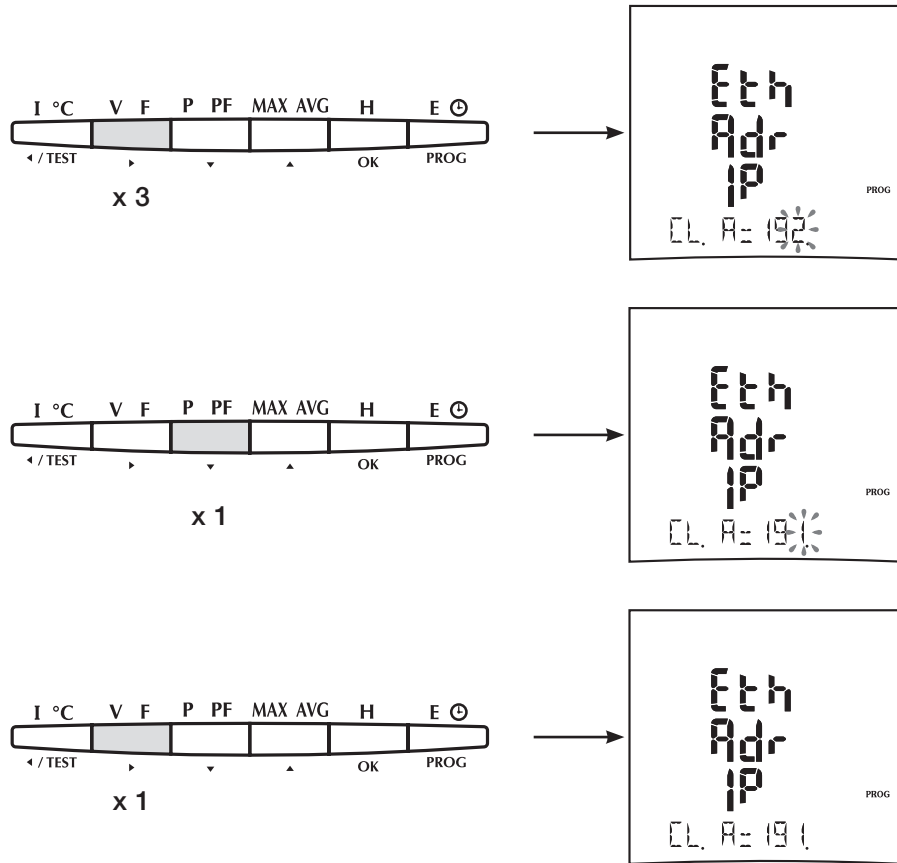 I °C V F P PF MAX AVG H E
/ TEST OK PROG
x 3
Eth
Adr
IP
PROG
CL. A=192.
I °C V F P PF MAX AVG H E
/ TEST OK PROG
x 1
Eth
Adr
IP
PROG
CL. A=191.
I °C V F P PF MAX AVG H E
/ TEST OK PROG
x 1
Eth
Adr
IP
PROG
CL. A=191.